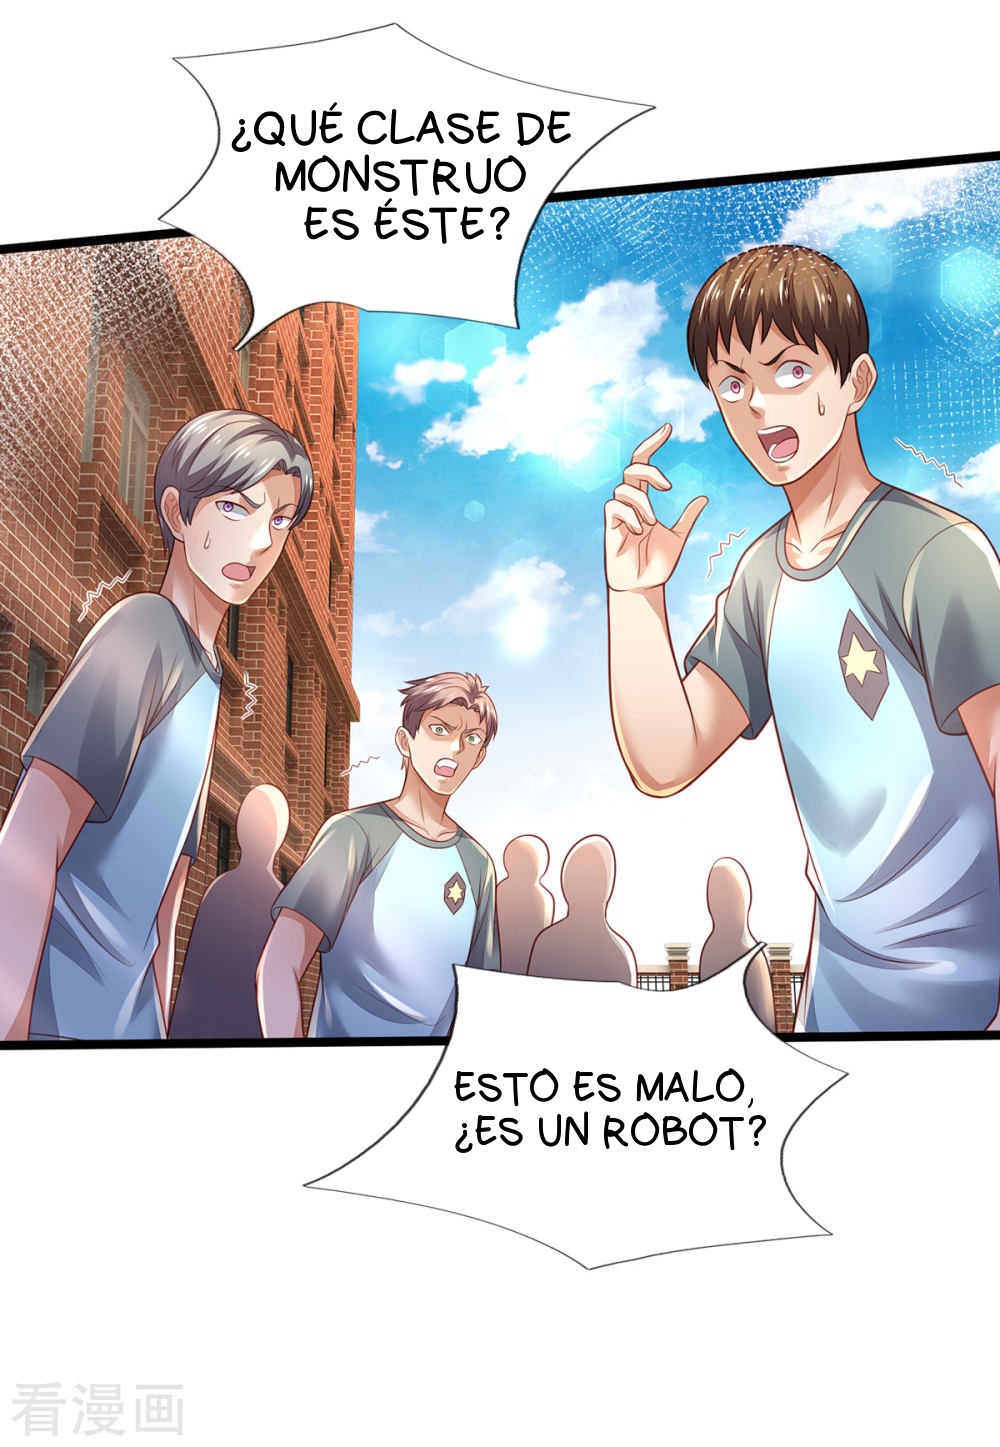 ¿QUÉ CLASE DE
MONSTRUO
ES ÉSTE?
ESTO ES MALO,
¿ES UN ROBOT?
看漫画